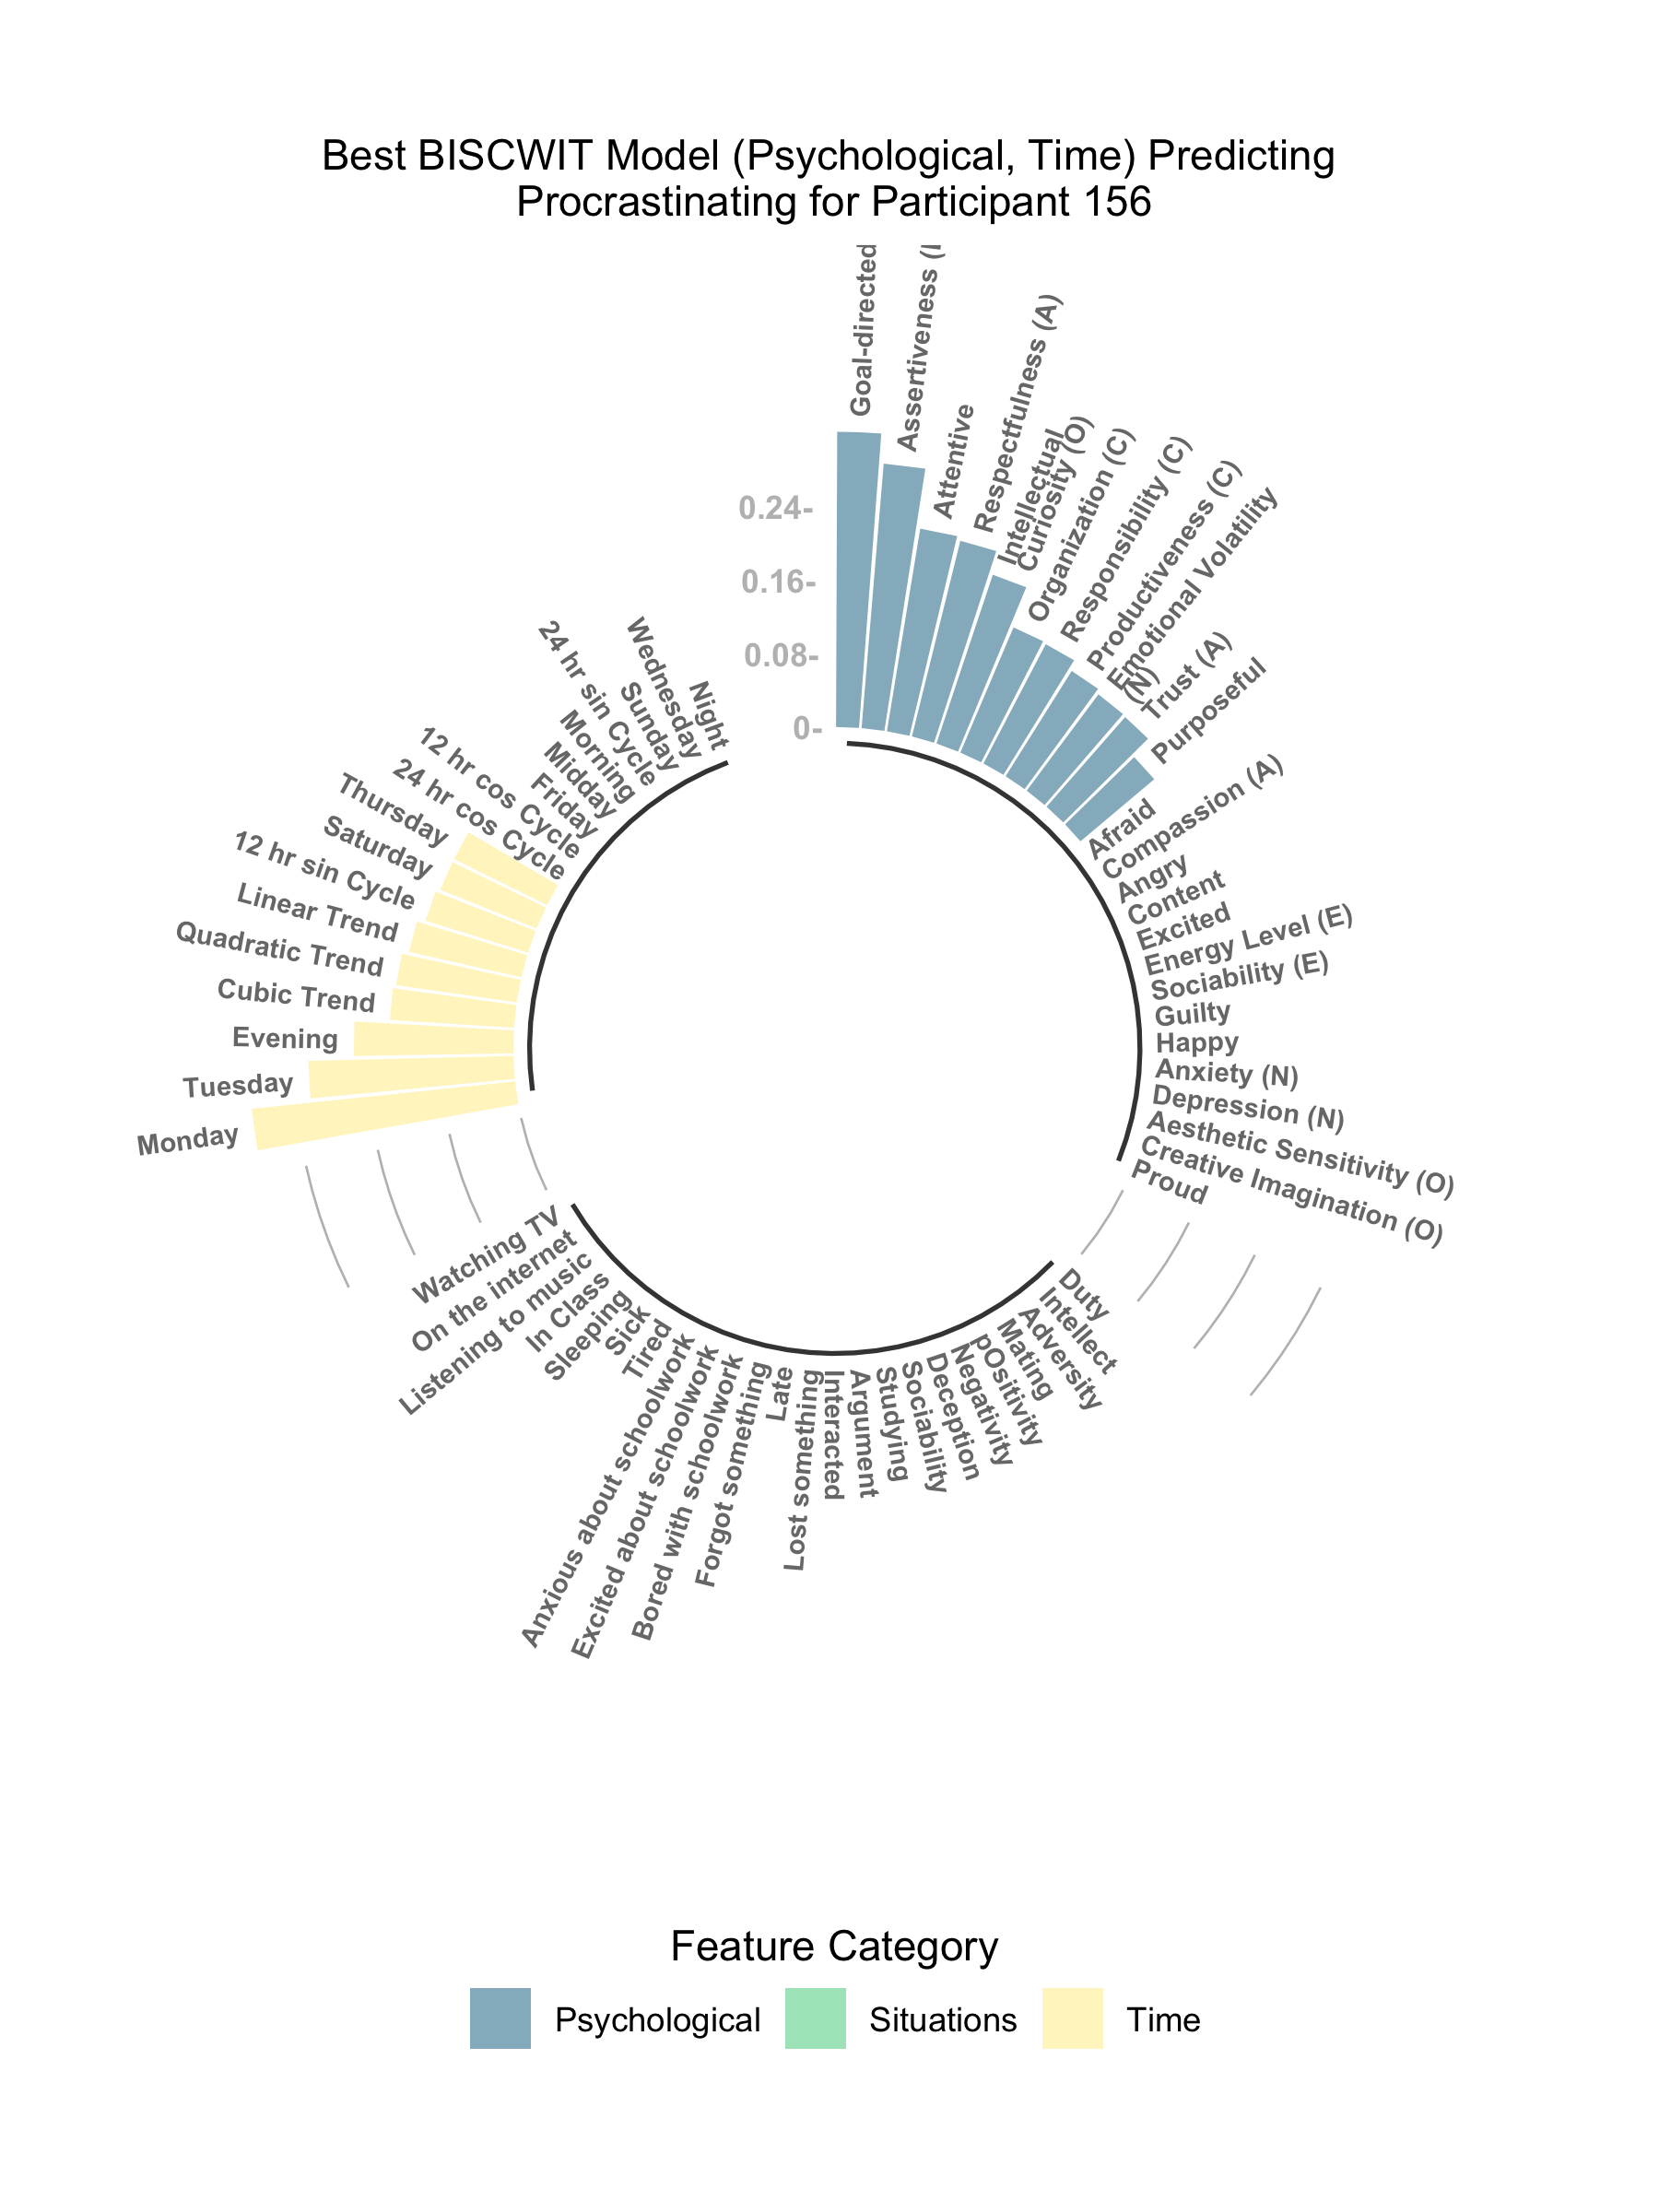 Best BISCWIT Model (Psychological, Time) Predicting
Procrastinating for Participant 156
0.24-
0.16-
0.08-
0-
Goal-directed
Assertiveness (
Attentive
Respectfulness (A)
Intellectual
Curiosity (O)
Organization (C)
Responsibility (C)
Productiveness (C)
Emotional Volatility
(N)
Trust (A)
Purposeful
Afraid
Compassion (A)
Angry
Content
Excited
Energy Level (E)
Sociability (E)
Guilty
Happy
Anxiety (N)
Depression (N)
Aesthetic Sensitivity (O)
Creative Imagination (O)
Proud
Duty
Intellect
Adversity
Mating
pOsitivity
Negativity
Deception
Sociability
Studying
Argument
Interacted
Lost something
Late
Forgot something
Bored with schoolwork
Excited about schoolwork
Anxious about schoolwork
Tired
Sick
Sleeping
In Class
Listening to music
On the internet
Watching TV
Monday
Tuesday
Evening
Cubic Trend
Quadratic Trend
Linear Trend
12 hr sin Cycle
Saturday
Thursday
24 hr cos Cycle
12 hr cos Cycle
Friday
Midday
Morning
24 hr sin Cycle
Sunday
Wednesday
Night
Feature Category
Psychological
Situations
Time